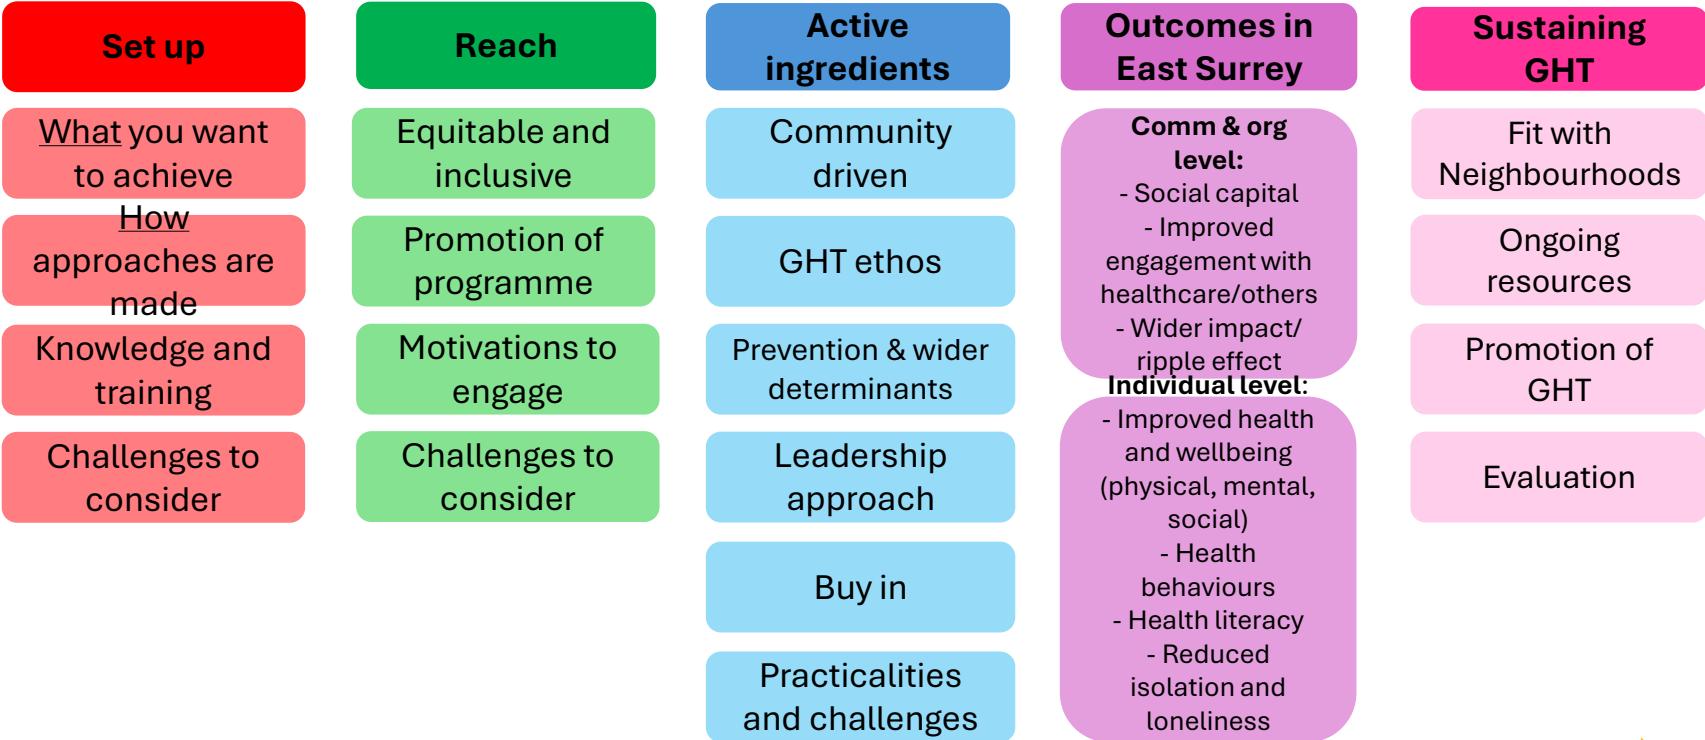 Set up
What you want
to achieve
How
approaches are
made
Knowledge and
training
Challenges to
consider
Reach
Equitable and
inclusive
Promotion of
programme
Motivations to
engage
Challenges to
consider
Active
ingredients
Community
driven
GHT ethos
Prevention & wider
determinants
Leadership
approach
Buy in
Practicalities
and challenges
Outcomes in
East Surrey
Comm & org
level:
- Social capital
- Improved
engagement with
healthcare/others
- Wider impact/
ripple effect
Individual level:
- Improved health
and wellbeing
(physical, mental,
social)
- Health
behaviours
- Health literacy
- Reduced
isolation and
loneliness
Sustaining
GHT
Fit with
Neighbourhoods
Ongoing
resources
Promotion of
GHT
Evaluation